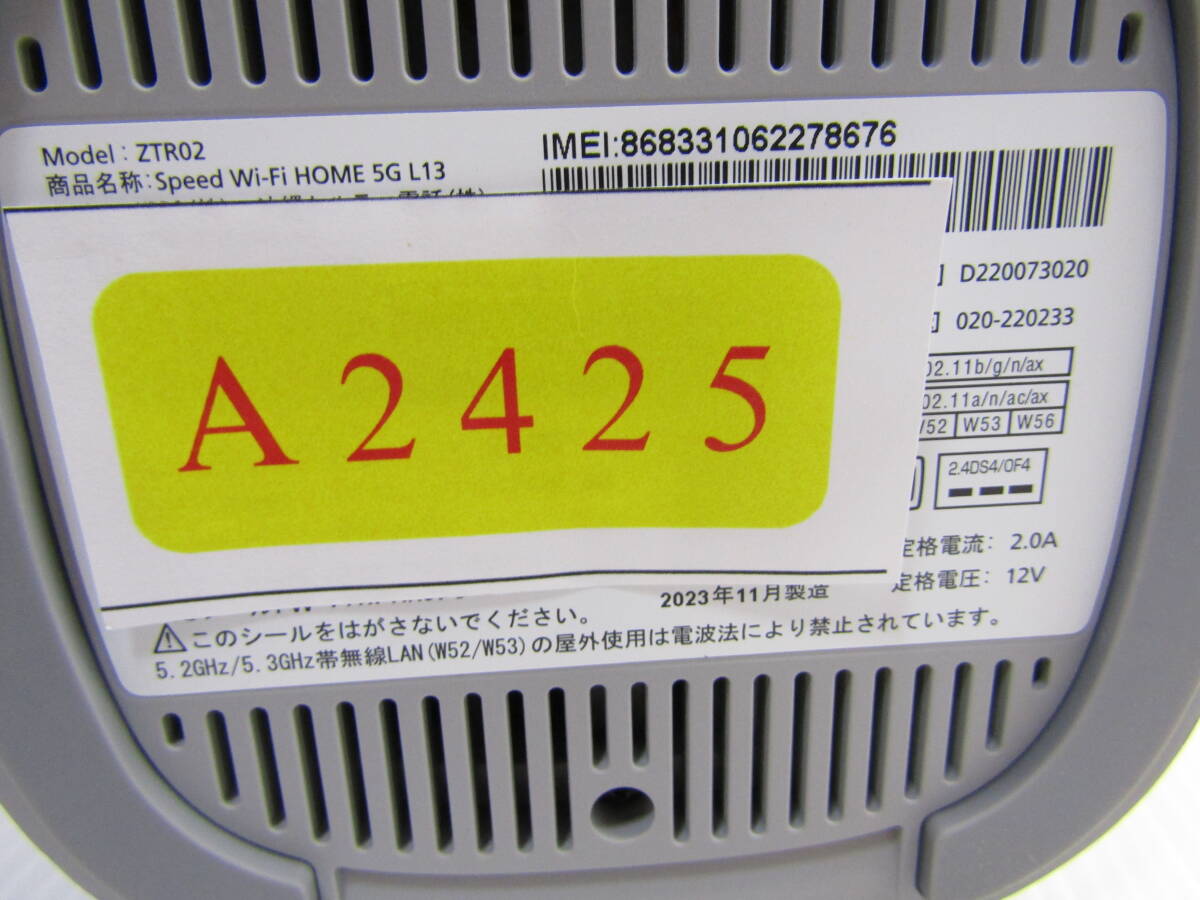 Model : ZTR02
商品名称:Speed Wi-Fi HOME 5G L13
IMEI:868331062278676
D220073020
020-220233
02.11b/g/n/ax
02.11a/n/ac/ax
W52 W53 W56
2.4DS4/OF4
A2425
定格電流: 2.0A
定格電圧: 12V
2023年11月製造
このシールをはがさないでください。
5.2GHz/5.3GHz帯無線LAN(W52/W53)の屋外使用は電波法により禁止されています。